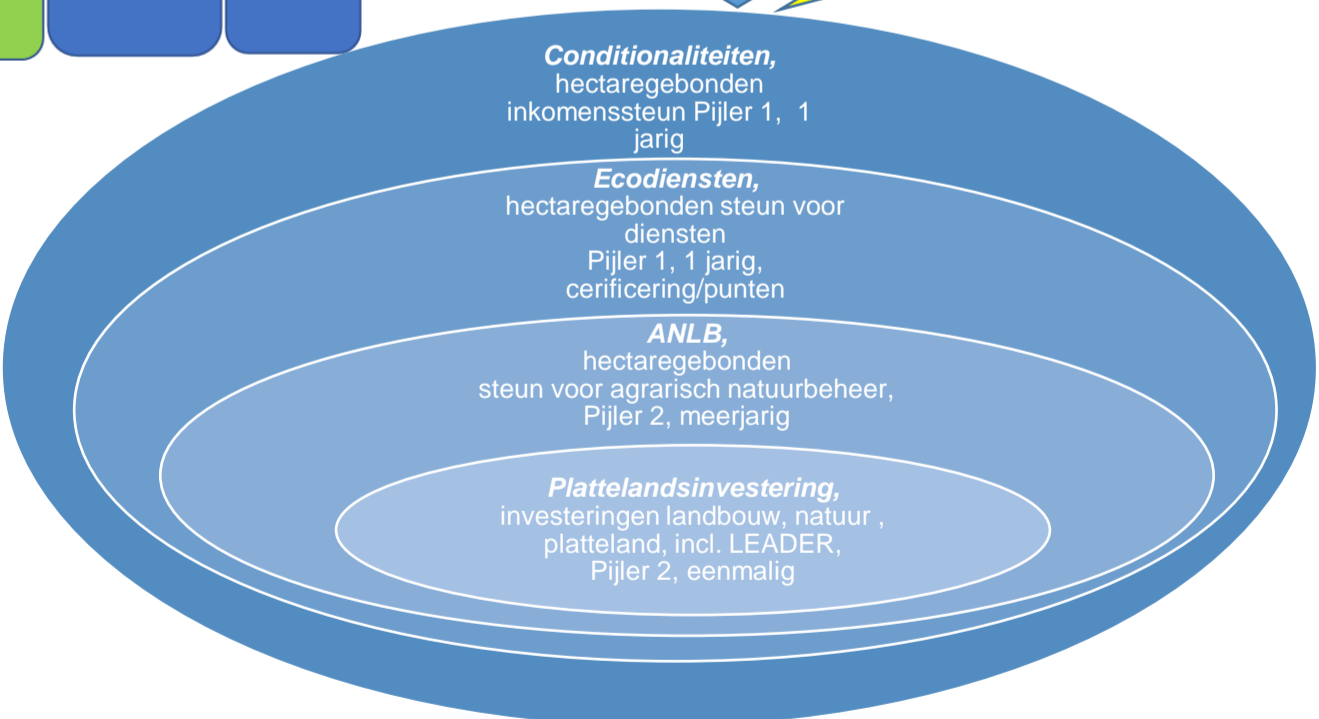 Conditionaliteiten,
hectaregebonden
inkomenssteun Pijler 1, 1
jarig
Ecodiensten,
hectaregebonden steun voor
diensten
Pijler 1, 1 jarig,
cerificering/punten
ANLB,
hectaregebonden
steun voor agrarisch natuurbeheer,
Pijler 2, meerjarig
Plattelandsinvestering,
investeringen landbouw, natuur ,
platteland, incl. LEADER,
Pijler 2, eenmalig